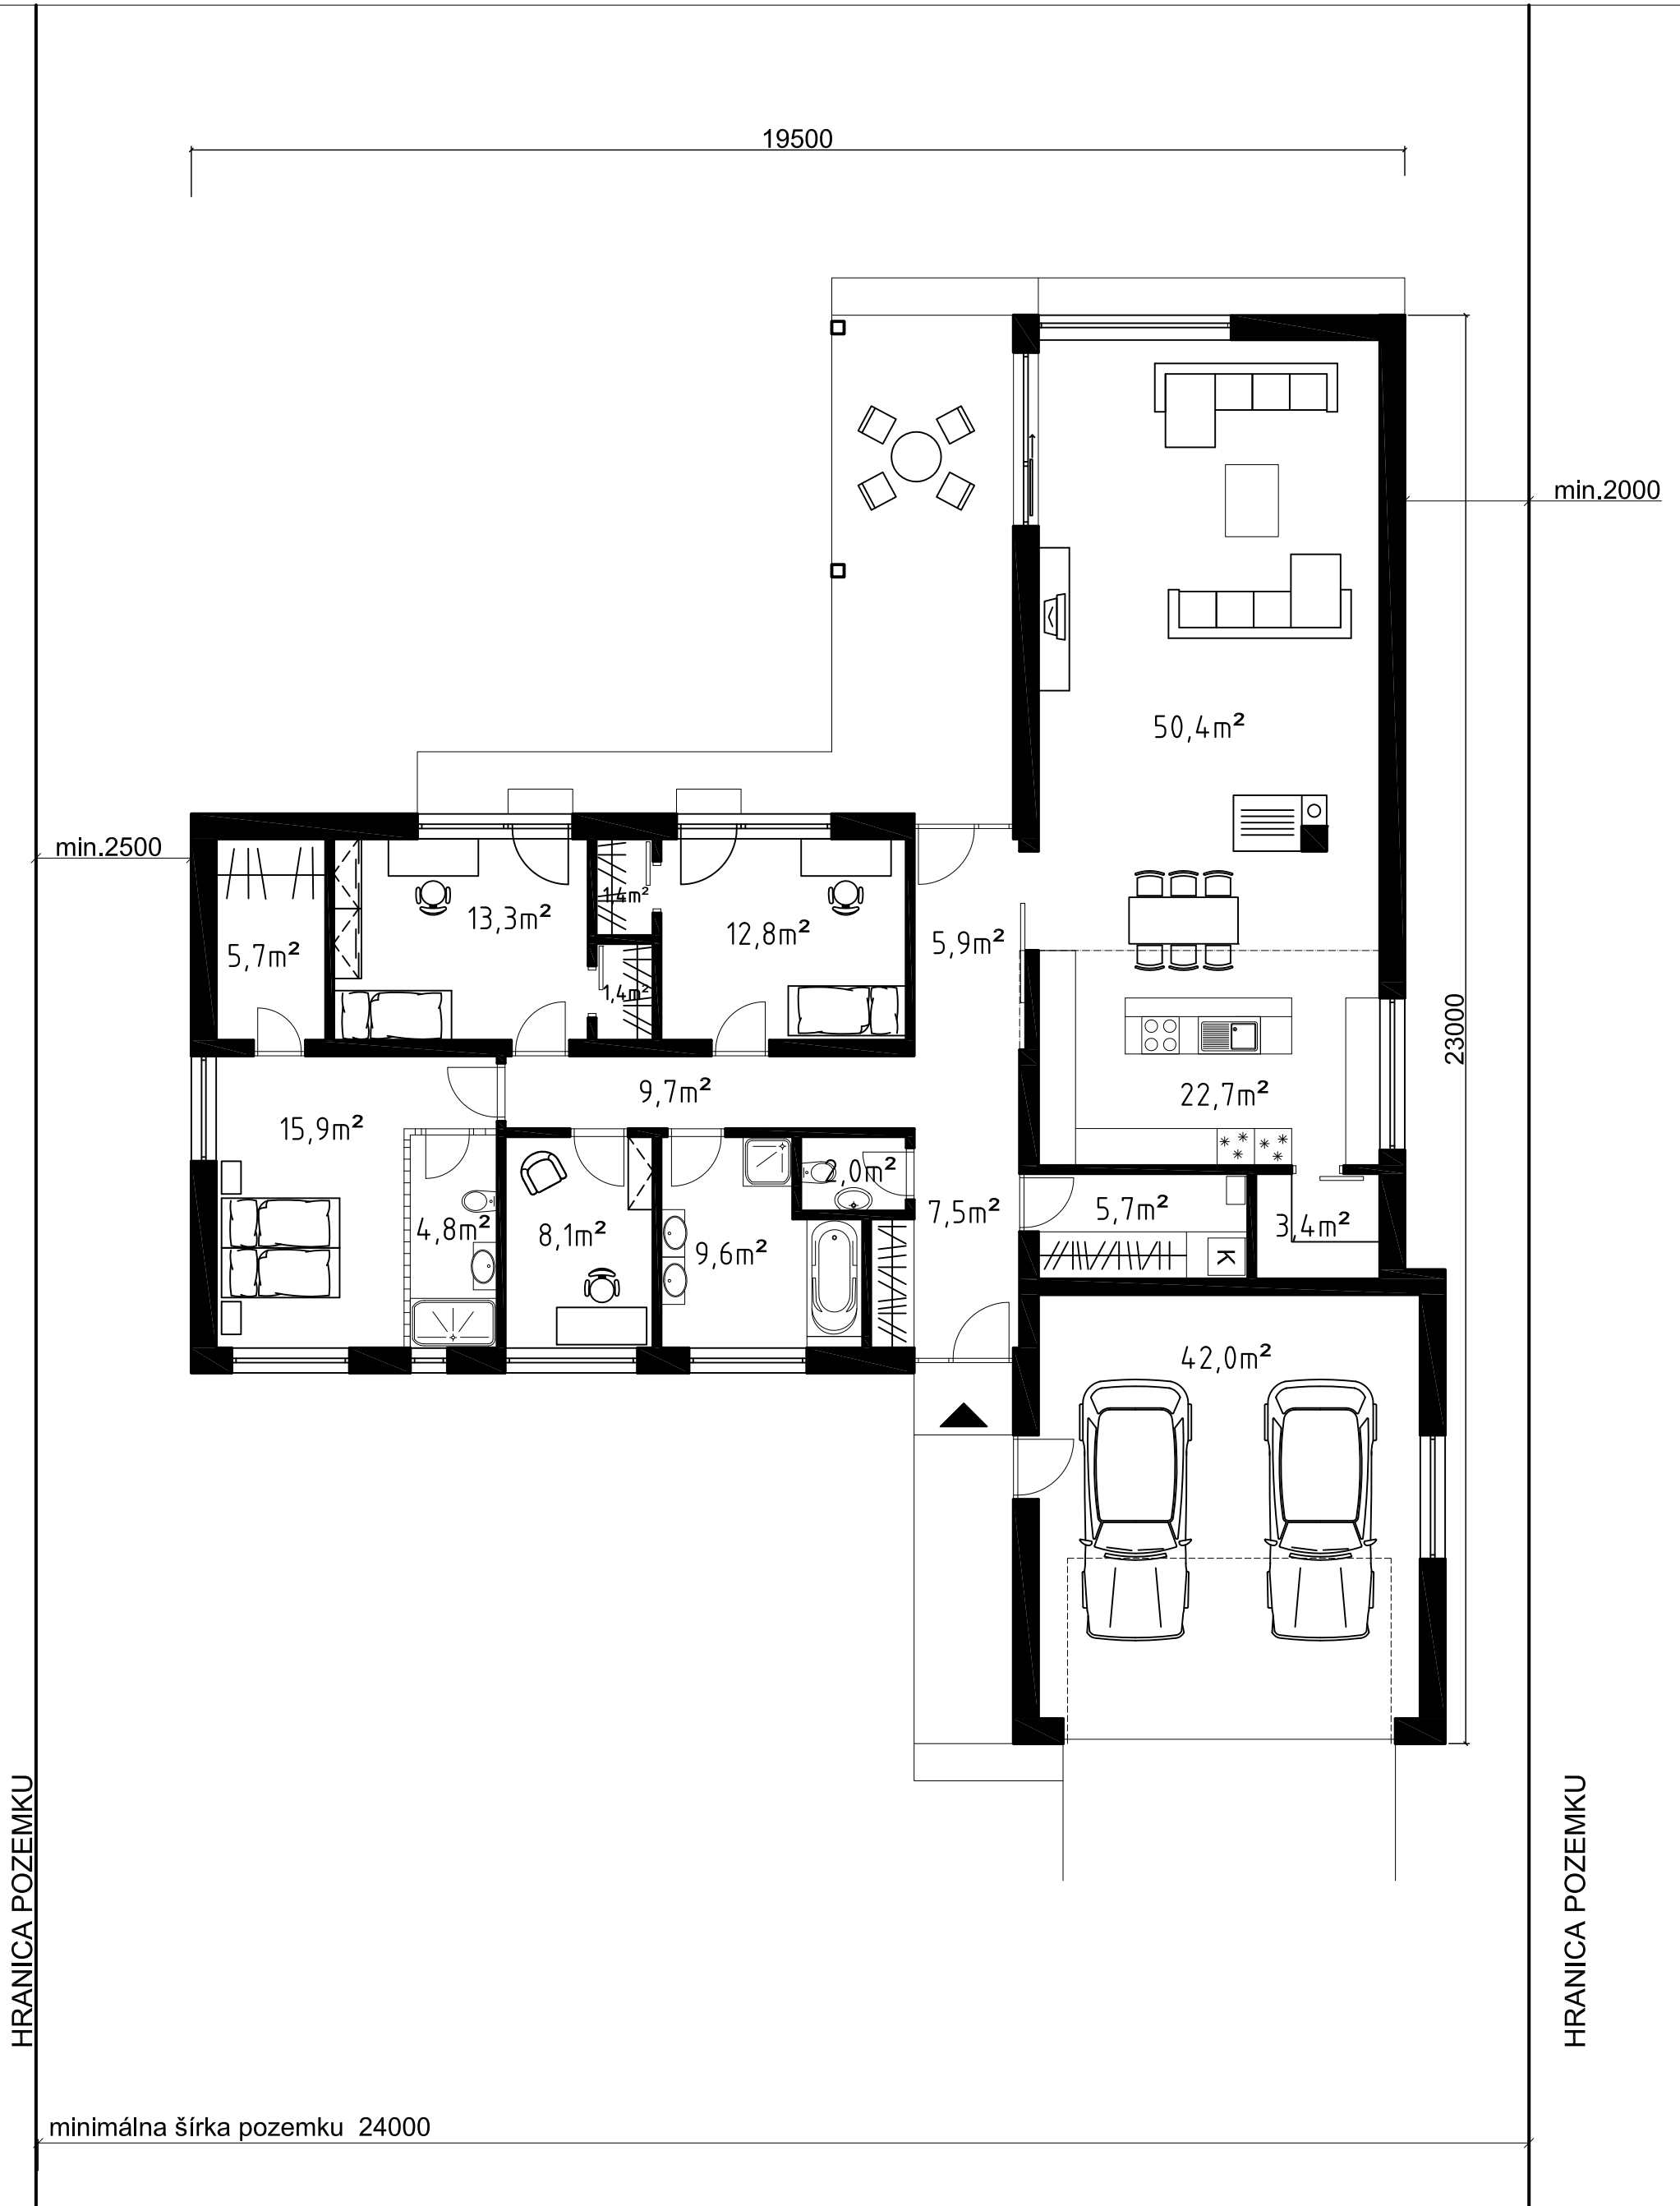 19500
min.2000
50,4m²
min.2500
1,4m²
13,3m²
12,8m²
5,9m²
5,7m²
1,4m²
23000
9,7m²
22,7m²
15,9m²
2,0m²
4,8m²
8,1m²
9,6m²
7,5m²
5,7m²
3,4m²
K
42,0m²
HRANICA POZEMKU
HRANICA POZEMKU
minimálna šírka pozemku 24000